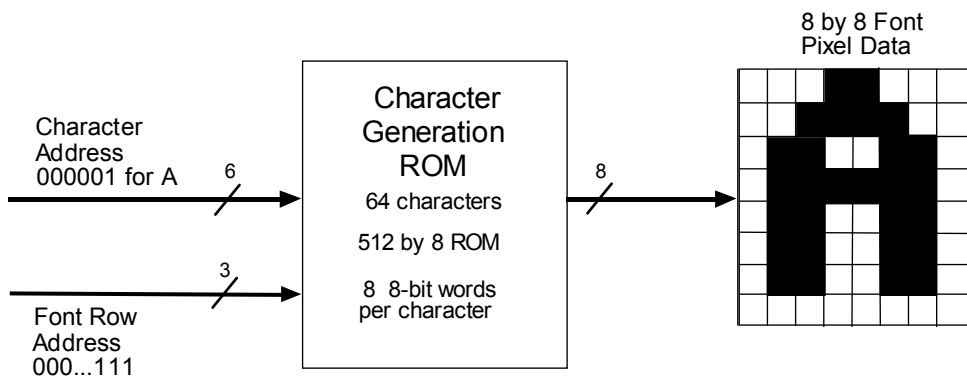 Character
Address
000001 for A
6
3
Font Row
Address
000...111
Character
Generation
ROM
64 characters
512 by 8 ROM
8 8-bit words
per character
8
8 by 8 Font
Pixel Data